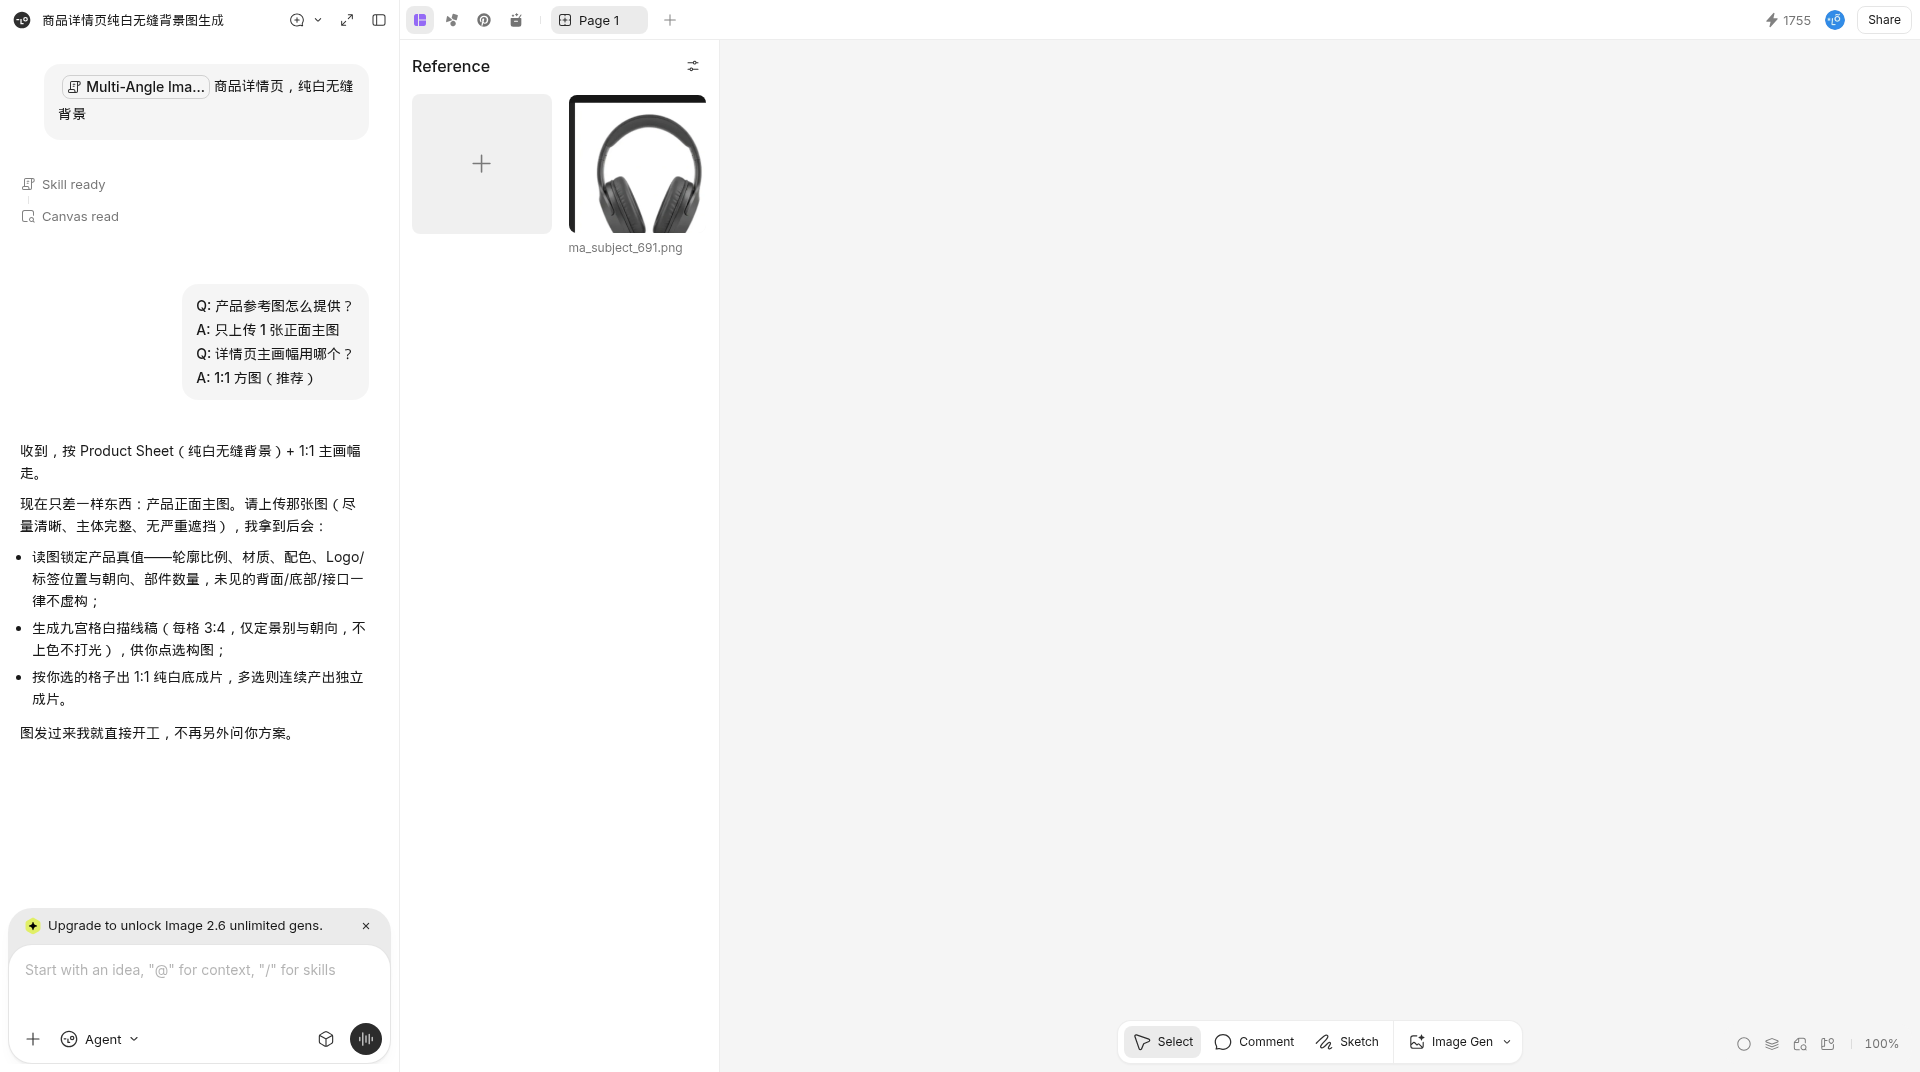 商品详情页纯白无缝背景图生成
Page 1
1755
Share
Multi-Angle Ima... 商品详情页，纯白无缝
背景
Skill ready
Canvas read
Q: 产品参考图怎么提供？
A: 只上传 1 张正面主图
Q: 详情页主画幅用哪个？
A: 1:1 方图（推荐）
收到，按 Product Sheet（纯白无缝背景）+ 1:1 主画幅
走。
现在只差一样东西：产品正面主图。请上传那张图（尽
量清晰、主体完整、无严重遮挡），我拿到后会：
读图锁定产品真值——轮廓比例、材质、配色、Logo/
标签位置与朝向、部件数量，未见的背面/底部/接口一
律不虚构；
生成九宫格白描线稿（每格 3:4，仅定景别与朝向，不
上色不打光），供你点选构图；
按你选的格子出 1:1 纯白底成片，多选则连续产出独立
成片。
图发过来我就直接开工，不再另外问你方案。
Upgrade to unlock Image 2.6 unlimited gens.
Start with an idea, "@" for context, "/" for skills
Agent
Reference
ma_subject_691.png
Select
Comment
Sketch
Image Gen
100%